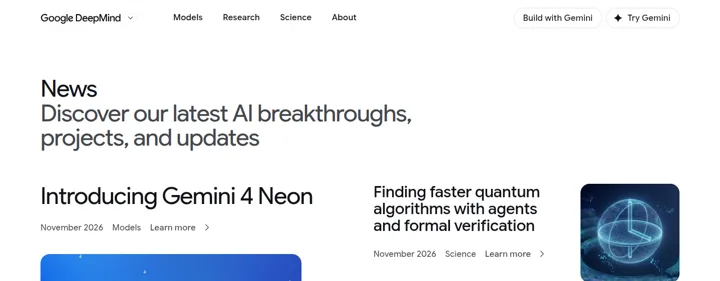 Google DeepMind Models Research Science About Build with Gemini Try Gemini
News
Discover our latest AI breakthroughs,
projects, and updates
Introducing Gemini 4 Neon
November 2026 Models Learn more
Finding faster quantum
algorithms with agents
and formal verification
November 2026 Science Learn more